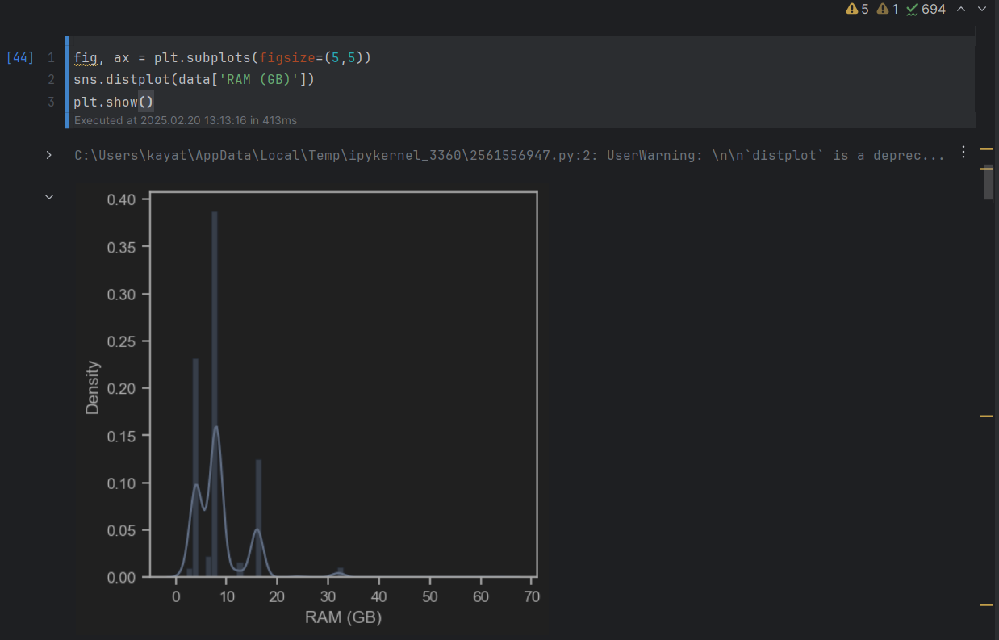 5 1 694
[44] 1 fig, ax = plt.subplots(figsize=(5,5))
2 sns.distplot(data['RAM (GB)'])
3 plt.show()
Executed at 2025.02.20 13:13:16 in 413ms
C:\Users\kayat\AppData\Local\Temp\ipykernel_3360\2561556947.py:2: UserWarning: \n\n`distplot` is a deprec...
0.40
0.35
0.30
0.25
0.20
0.15
0.10
0.05
0.00
Density
0 10 20 30 40 50 60 70
RAM (GB)